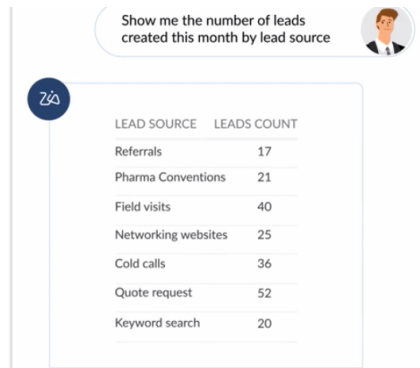 Show me the number of leads
created this month by lead source
Zia
LEAD SOURCE LEADS COUNT
Referrals 17
Pharma Conventions 21
Field visits 40
Networking websites 25
Cold calls 36
Quote request 52
Keyword search 20